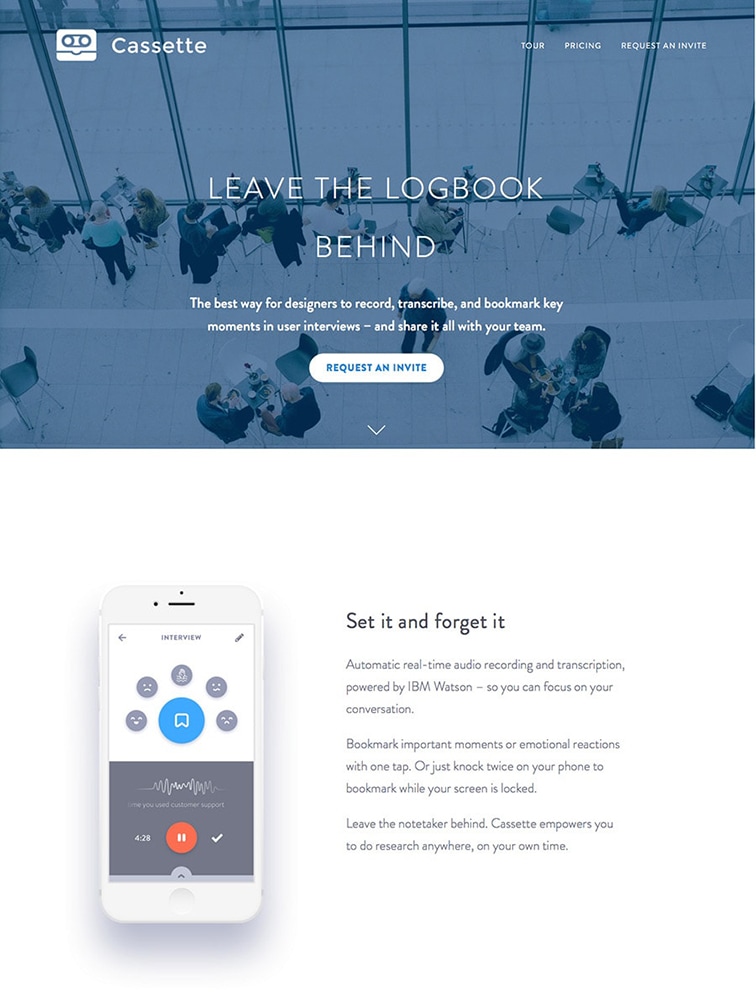 Cassette
TOUR PRICING REQUEST AN INVITE
LEAVE THE LOGBOOK
BEHIND
The best way for designers to record, transcribe, and bookmark key
moments in user interviews – and share it all with your team.
REQUEST AN INVITE
INTERVIEW
me you used customer support
4:28
Set it and forget it
Automatic real-time audio recording and transcription,
powered by IBM Watson – so you can focus on your
conversation.
Bookmark important moments or emotional reactions
with one tap. Or just knock twice on your phone to
bookmark while your screen is locked.
Leave the notetaker behind. Cassette empowers you
to do research anywhere, on your own time.